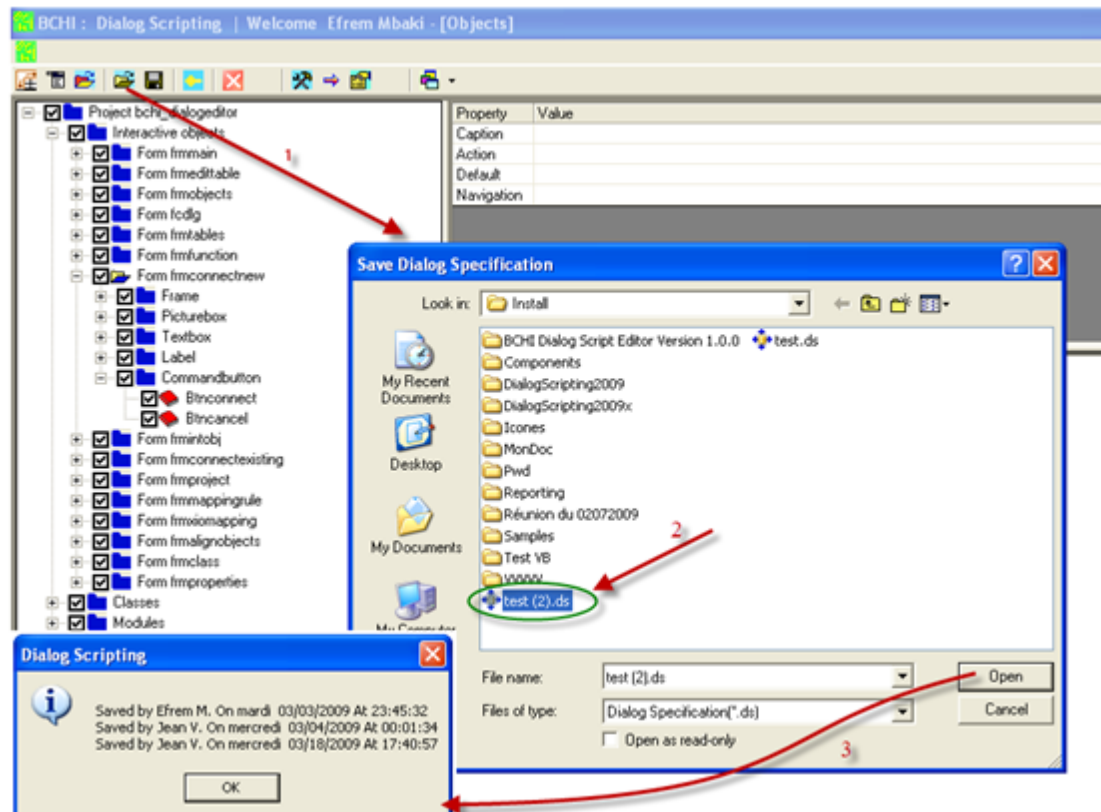 BCHI : Dialog Scripting | Welcome Efrem Mbaki - [Objects]
Project bchi_dialogeditor
Interactive objects
Form frmmain
Form frmedittable
Form frmobjects
Form fcdlg
Form frmtables
Form frmfunction
Form frmconnectnew
Frame
Picturebox
Textbox
Label
Commandbutton
Btnconnect
Btncancel
Form frmintobj
Form frmconnectexisting
Form frmproject
Form frmmappingrule
Form frmxiomapping
Form frmalignobjects
Form frmclass
Form frmproperties
Classes
Modules
Property Value
Caption
Action
Default
Navigation
1
Save Dialog Specification
Look in: Install
My Recent Documents
Desktop
My Documents
My Computer
BCHI Dialog Script Editor Version 1.0.0 test.ds
Components
DialogScripting2009
DialogScripting2009x
Icones
MonDoc
Pwd
Reporting
Réunion du 02072009
Samples
Test VB
test (2).ds
2
File name: test (2).ds Open
Files of type: Dialog Specification(*.ds) Cancel
Open as read-only
3
Dialog Scripting
Saved by Efrem M. On mardi 03/03/2009 At 23:45:32
Saved by Jean V. On mercredi 03/04/2009 At 00:01:34
Saved by Jean V. On mercredi 03/18/2009 At 17:40:57
OK